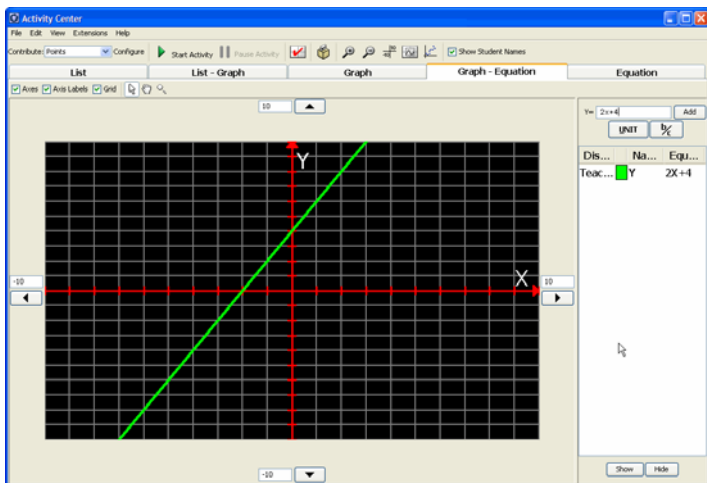 Activity Center
File Edit View Extensions Help
Contribute: Points Configure Start Activity Pause Activity Show Student Names
List List - Graph Graph Graph - Equation Equation
Axes Axis Labels Grid
10
Y= 2x+4 Add
UNIT b/c
Dis... Na... Equ...
Teac... Y 2X+4
Y
X
-10
10
-10
Show Hide